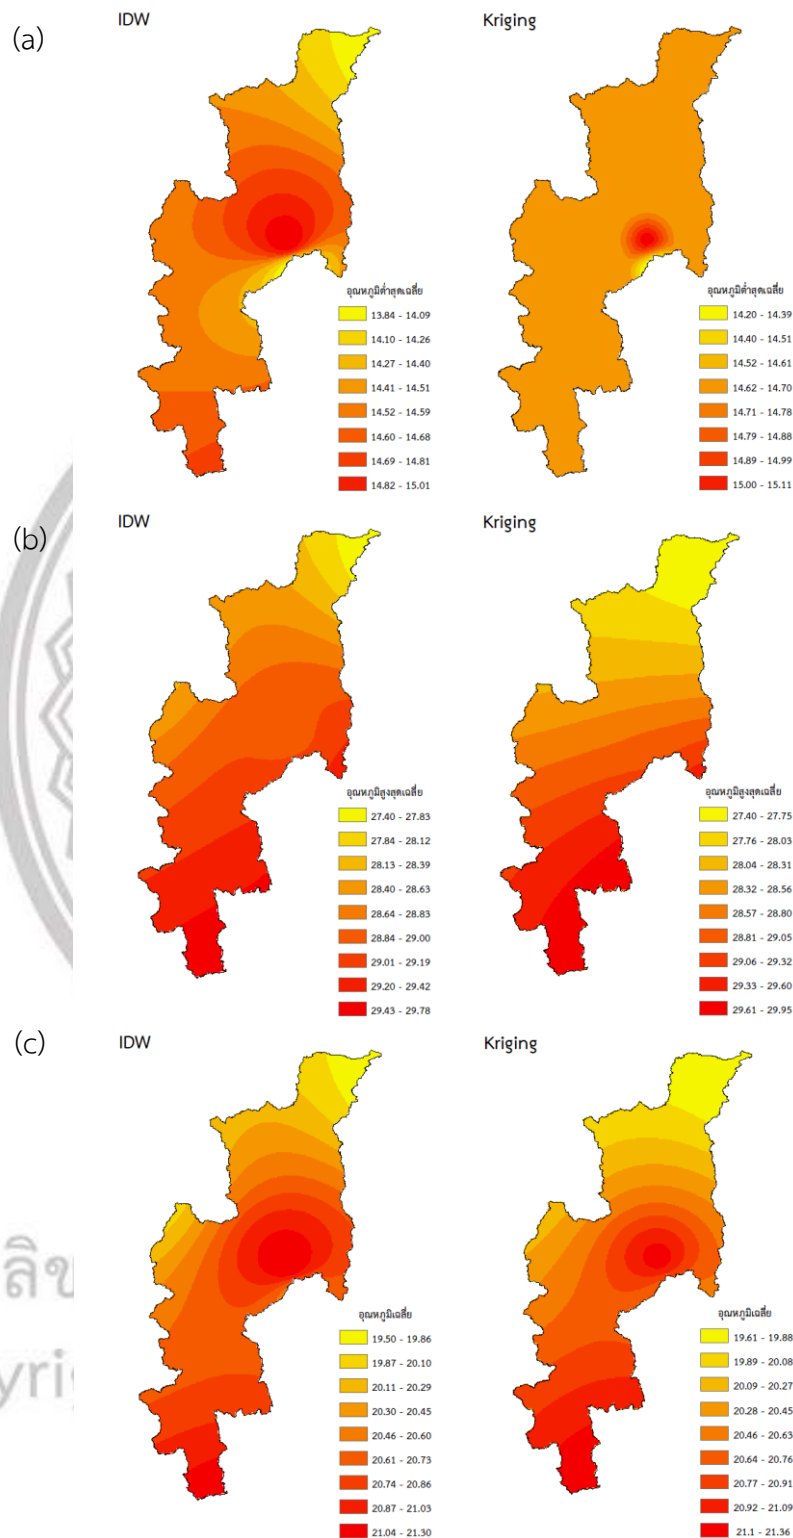 (a)
IDW
Kriging
อุณหภูมิต่ำสุดเฉลี่ย
13.84 - 14.09
14.10 - 14.26
14.27 - 14.40
14.41 - 14.51
14.52 - 14.59
14.60 - 14.68
14.69 - 14.81
14.82 - 15.01
อุณหภูมิต่ำสุดเฉลี่ย
14.20 - 14.39
14.40 - 14.51
14.52 - 14.61
14.62 - 14.70
14.71 - 14.78
14.79 - 14.88
14.89 - 14.99
15.00 - 15.11
(b)
IDW
Kriging
อุณหภูมิสูงสุดเฉลี่ย
27.40 - 27.83
27.84 - 28.12
28.13 - 28.39
28.40 - 28.63
28.64 - 28.83
28.84 - 29.00
29.01 - 29.19
29.20 - 29.42
29.43 - 29.78
อุณหภูมิสูงสุดเฉลี่ย
27.40 - 27.75
27.76 - 28.03
28.04 - 28.31
28.32 - 28.56
28.57 - 28.80
28.81 - 29.05
29.06 - 29.32
29.33 - 29.60
29.61 - 29.95
(c)
IDW
Kriging
อุณหภูมิเฉลี่ย
19.50 - 19.86
19.87 - 20.10
20.11 - 20.29
20.30 - 20.45
20.46 - 20.60
20.61 - 20.73
20.74 - 20.86
20.87 - 21.03
21.04 - 21.30
อุณหภูมิเฉลี่ย
19.61 - 19.88
19.89 - 20.08
20.09 - 20.27
20.28 - 20.45
20.46 - 20.63
20.64 - 20.76
20.77 - 20.91
20.92 - 21.09
21.1 - 21.36